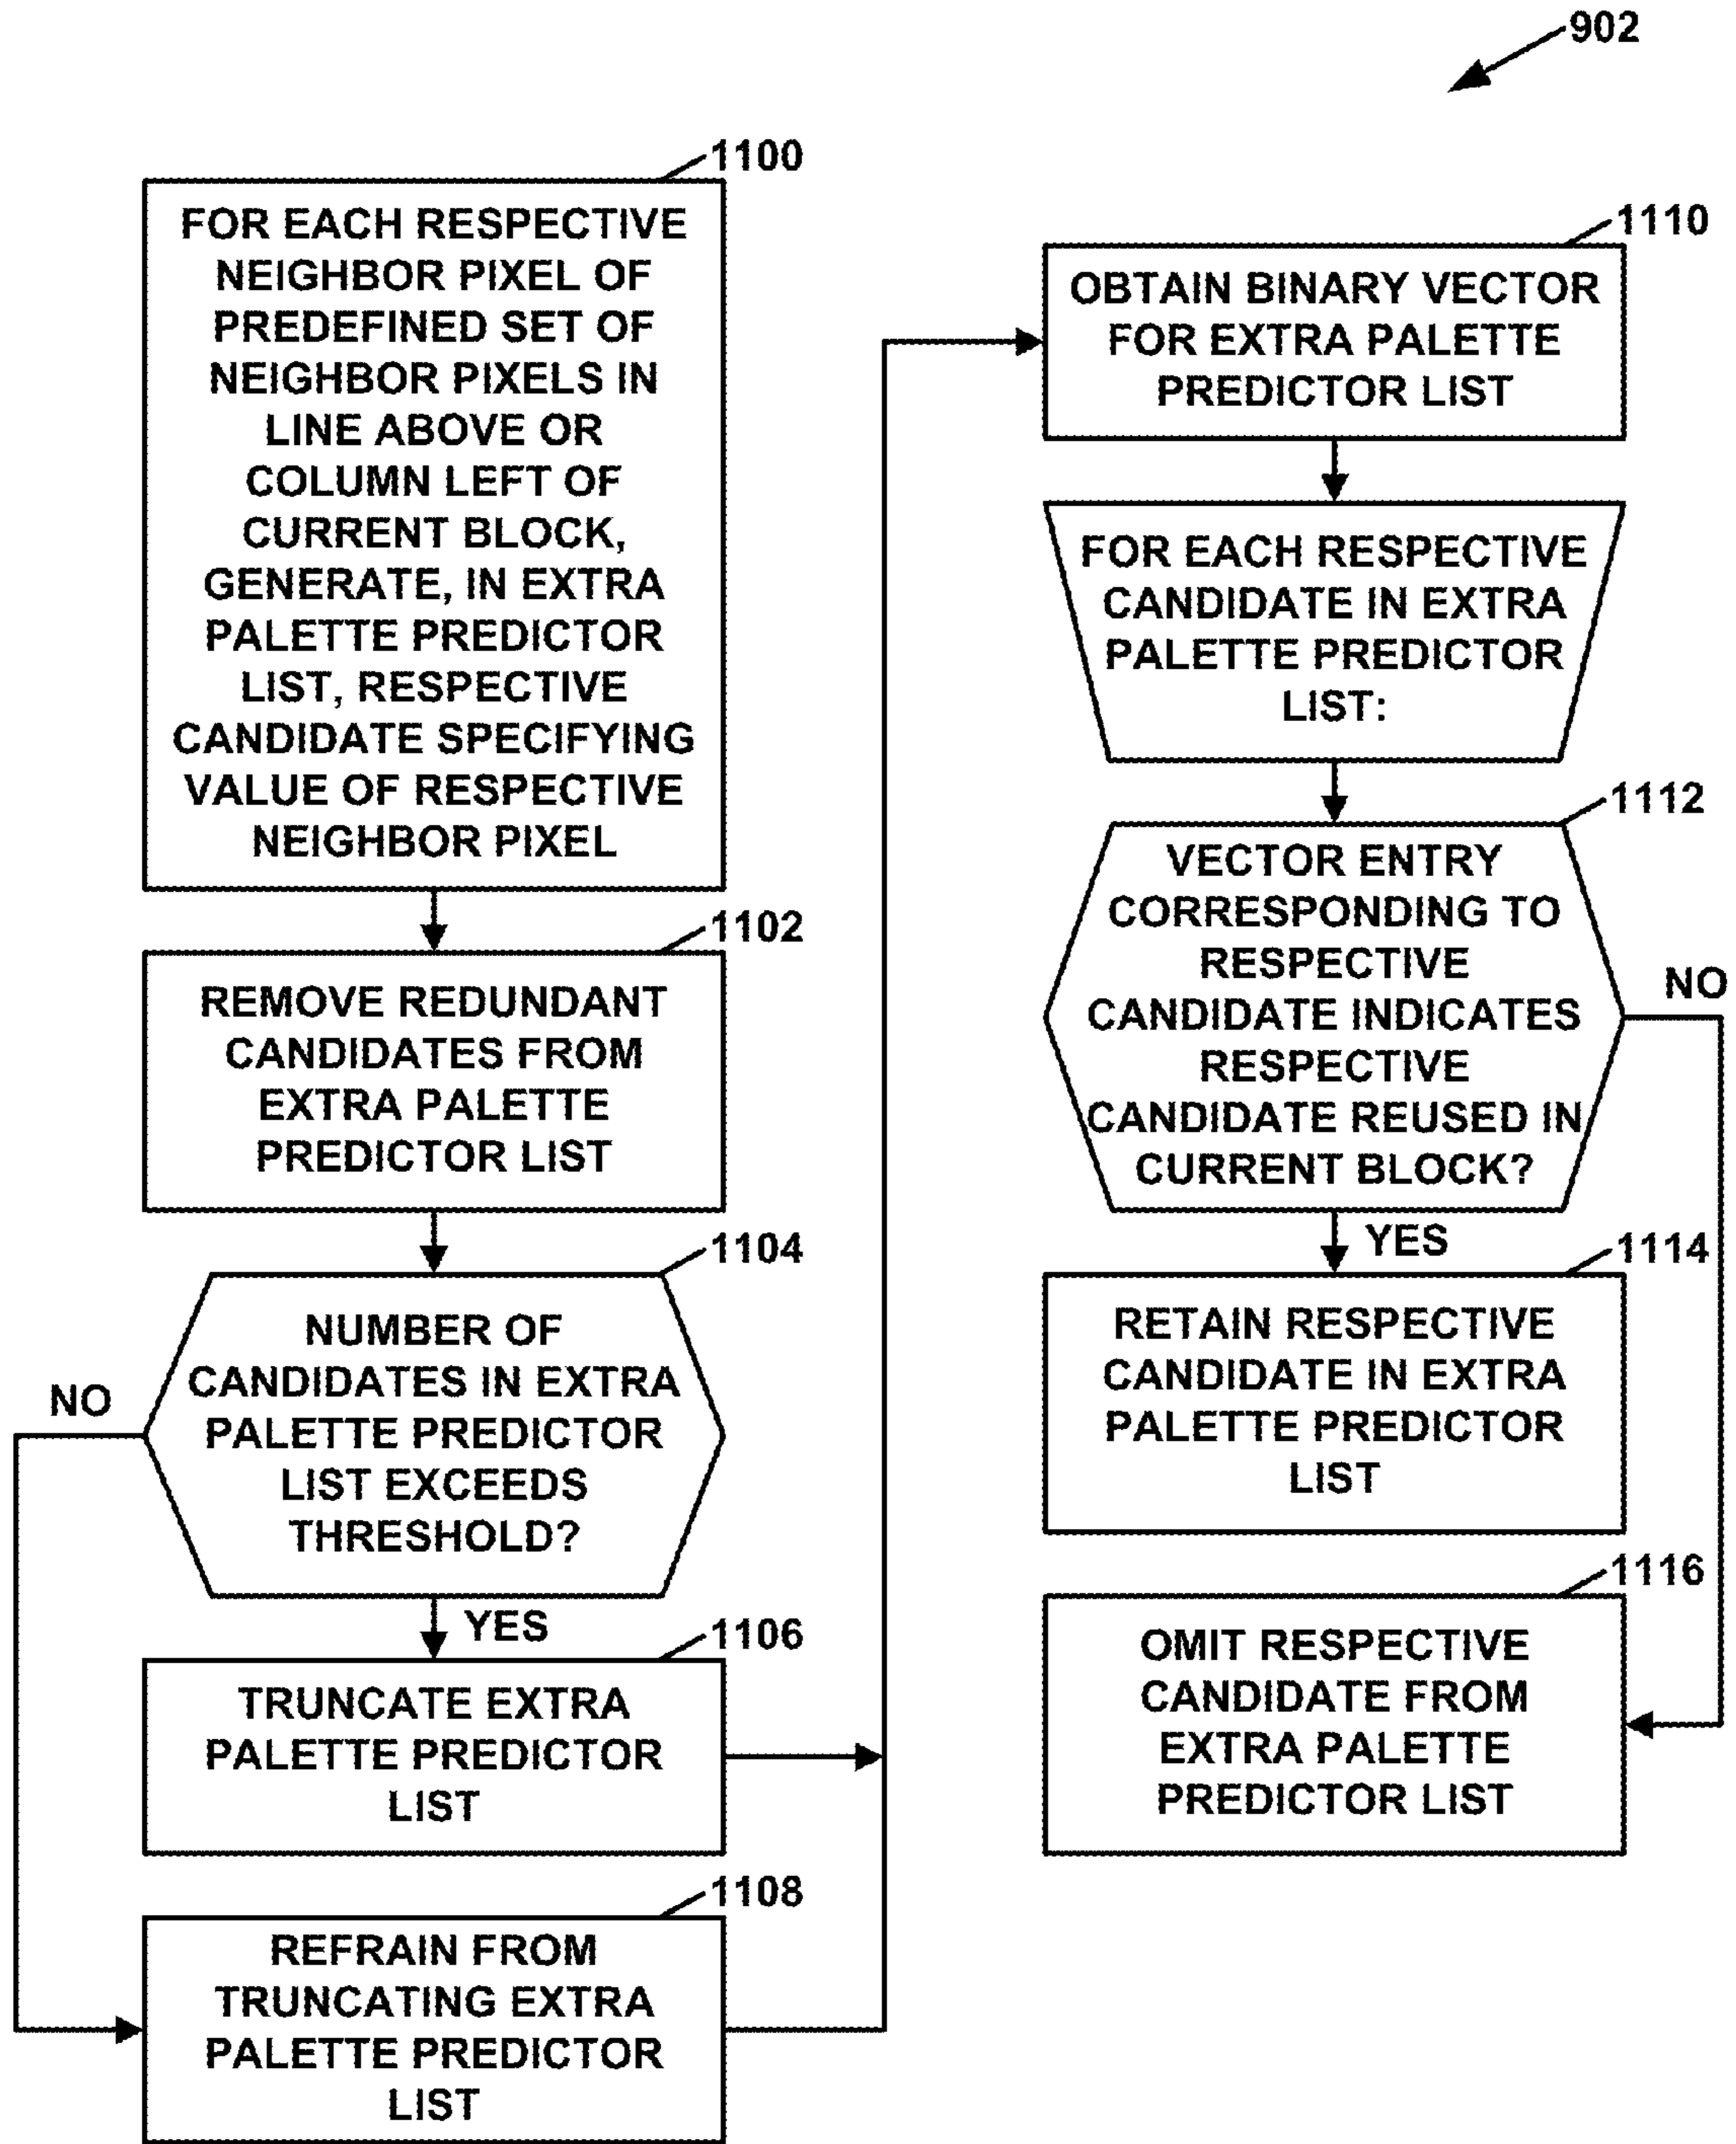 902
1100
FOR EACH RESPECTIVE
NEIGHBOR PIXEL OF
PREDEFINED SET OF
NEIGHBOR PIXELS IN
LINE ABOVE OR
COLUMN LEFT OF
CURRENT BLOCK,
GENERATE, IN EXTRA
PALETTE PREDICTOR
LIST, RESPECTIVE
CANDIDATE SPECIFYING
VALUE OF RESPECTIVE
NEIGHBOR PIXEL
1102
REMOVE REDUNDANT
CANDIDATES FROM
EXTRA PALETTE
PREDICTOR LIST
1104
NUMBER OF
CANDIDATES IN EXTRA
PALETTE PREDICTOR
LIST EXCEEDS
THRESHOLD?
NO
YES
1106
TRUNCATE EXTRA
PALETTE PREDICTOR
LIST
1108
REFRAIN FROM
TRUNCATING EXTRA
PALETTE PREDICTOR
LIST
1110
OBTAIN BINARY VECTOR
FOR EXTRA PALETTE
PREDICTOR LIST
FOR EACH RESPECTIVE
CANDIDATE IN EXTRA
PALETTE PREDICTOR
LIST:
1112
VECTOR ENTRY
CORRESPONDING TO
RESPECTIVE
CANDIDATE INDICATES
RESPECTIVE
CANDIDATE REUSED IN
CURRENT BLOCK?
NO
YES
1114
RETAIN RESPECTIVE
CANDIDATE IN EXTRA
PALETTE PREDICTOR
LIST
1116
OMIT RESPECTIVE
CANDIDATE FROM
EXTRA PALETTE
PREDICTOR LIST